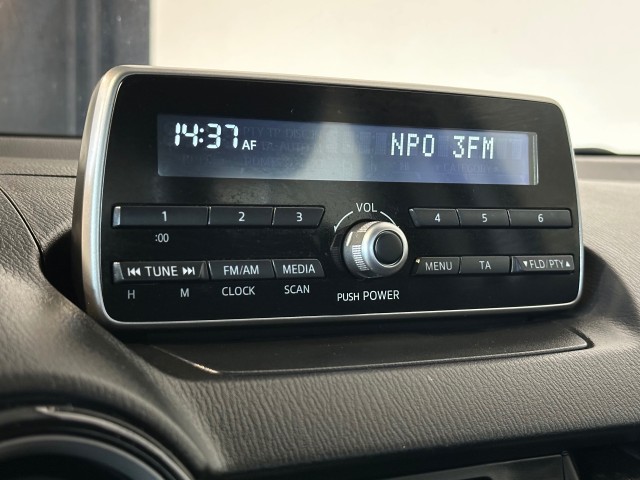 14:37 AF NPO 3FM
1 2 3 VOL 4 5 6
:00
⏮ TUNE ⏭ FM/AM MEDIA MENU TA ▼FLD/PTY▲
H M CLOCK SCAN PUSH POWER